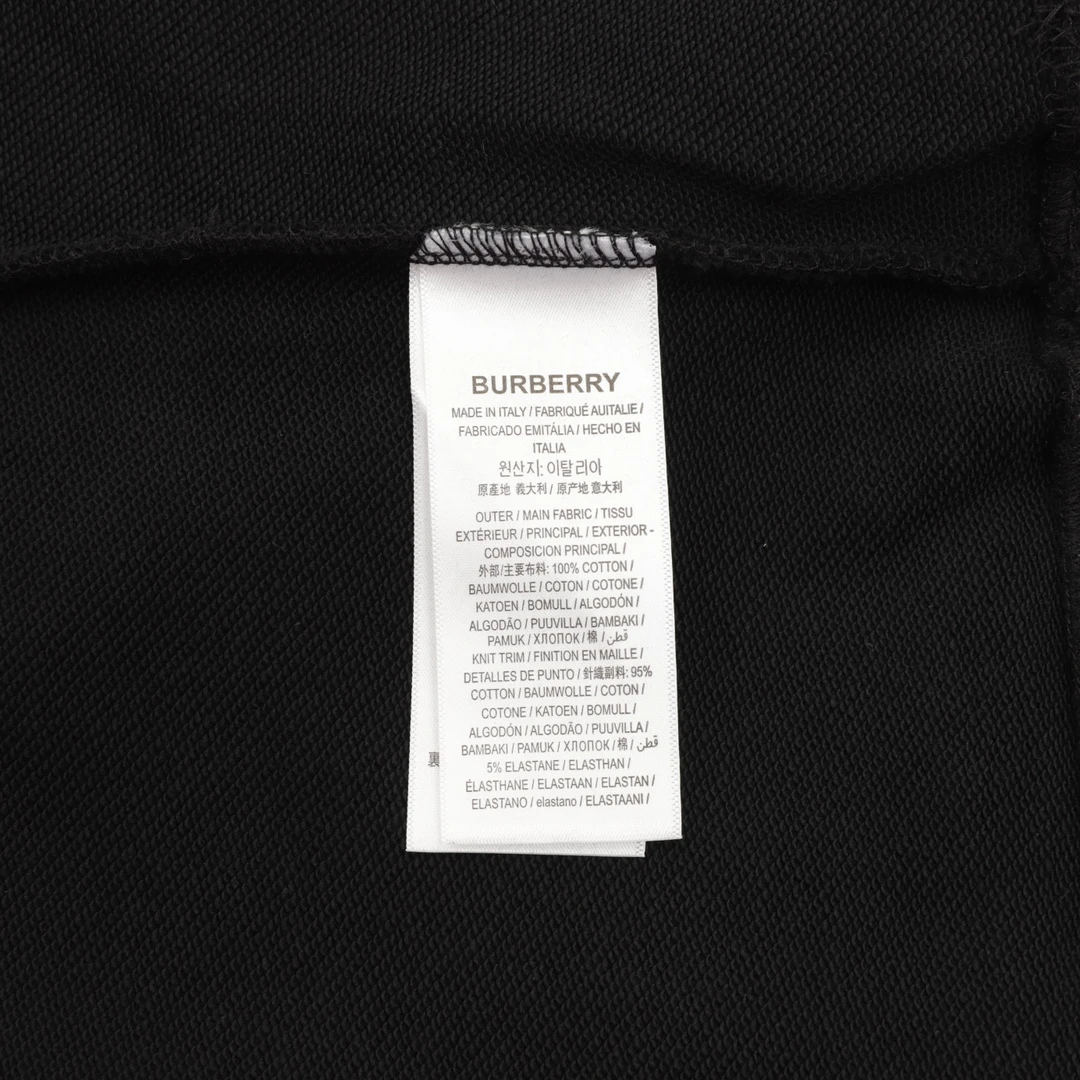 BURBERRY
MADE IN ITALY / FABRIQUÉ AUITALIE /
FABRICADO EMITÁLIA / HECHO EN
ITALIA
원산지: 이탈리아
原產地 義大利 / 原产地 意大利
OUTER / MAIN FABRIC / TISSU
EXTÉRIEUR / PRINCIPAL / EXTERIOR -
COMPOSICION PRINCIPAL /
外部/主要布料: 100% COTTON /
BAUMWOLLE / COTON / COTONE /
KATOEN / BOMULL / ALGODÓN /
ALGODÃO / PUUVILLA / BAMBAKI /
PAMUK / ХЛОПОК / 棉 / قطن
KNIT TRIM / FINITION EN MAILLE /
DETALLES DE PUNTO / 針織副料: 95%
COTTON / BAUMWOLLE / COTON /
COTONE / KATOEN / BOMULL /
ALGODÓN / ALGODÃO / PUUVILLA /
BAMBAKI / PAMUK / ХЛОПОК / 棉 / قطن
5% ELASTANE / ELASTHAN /
ÉLASTHANE / ELASTAAN / ELASTAN /
ELASTANO / elastano / ELASTAANI /
裏